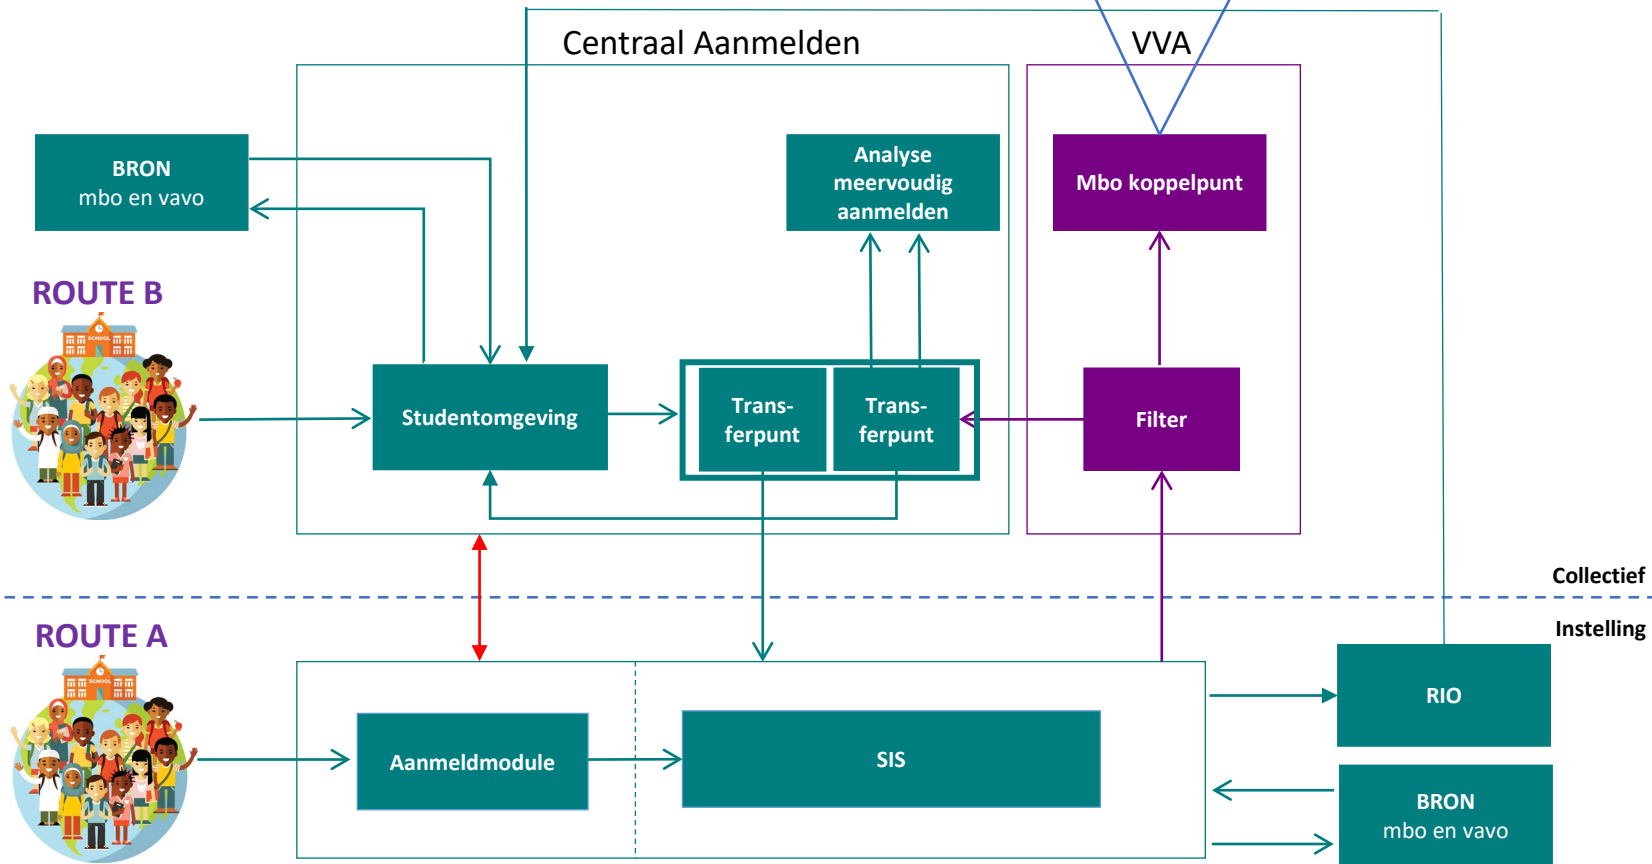 Centraal Aanmelden
VVA
BRON
mbo en vavo
Analyse
meervoudig
aanmelden
Mbo koppelpunt
ROUTE B
SCHOOL
Studentomgeving
Trans-
ferpunt
Trans-
ferpunt
Filter
Collectief
Instelling
ROUTE A
SCHOOL
Aanmeldmodule
SIS
RIO
BRON
mbo en vavo